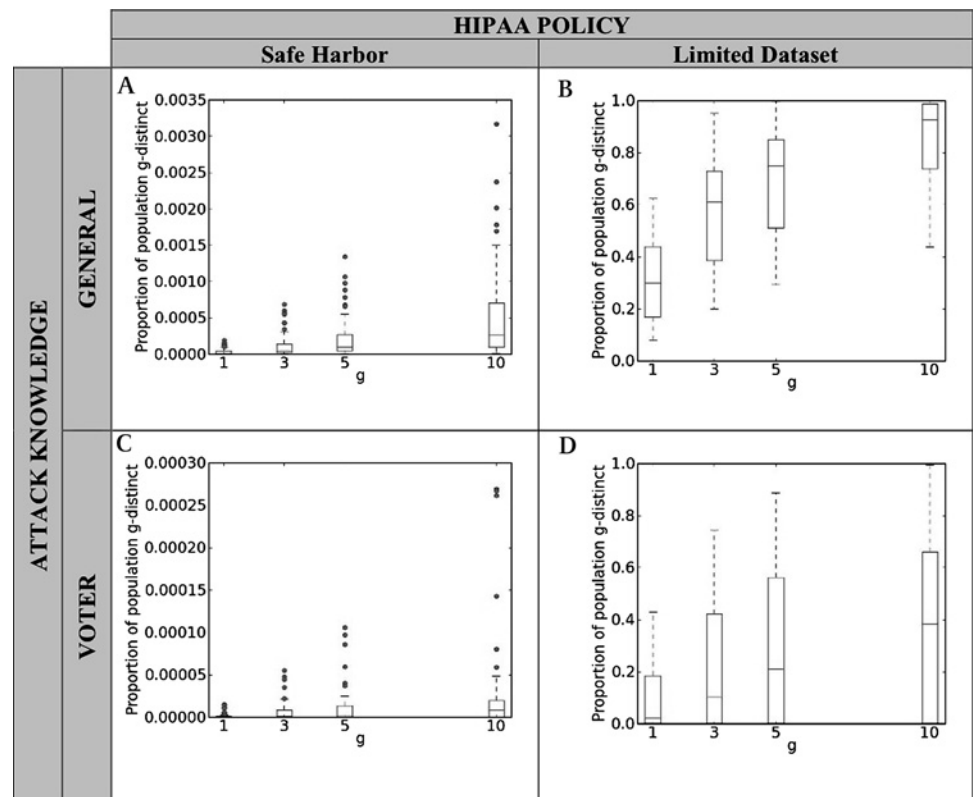 HIPAA POLICY
Safe Harbor
Limited Dataset
ATTACK KNOWLEDGE
GENERAL
A
Proportion of population g-distinct
0.0035
0.0030
0.0025
0.0020
0.0015
0.0010
0.0005
0.0000
1 3 5 10
g
B
Proportion of population g-distinct
1.0
0.8
0.6
0.4
0.2
0.0
1 3 5 10
g
VOTER
C
Proportion of population g-distinct
0.00030
0.00025
0.00020
0.00015
0.00010
0.00005
0.00000
1 3 5 10
g
D
Proportion of population g-distinct
1.0
0.8
0.6
0.4
0.2
0.0
1 3 5 10
g